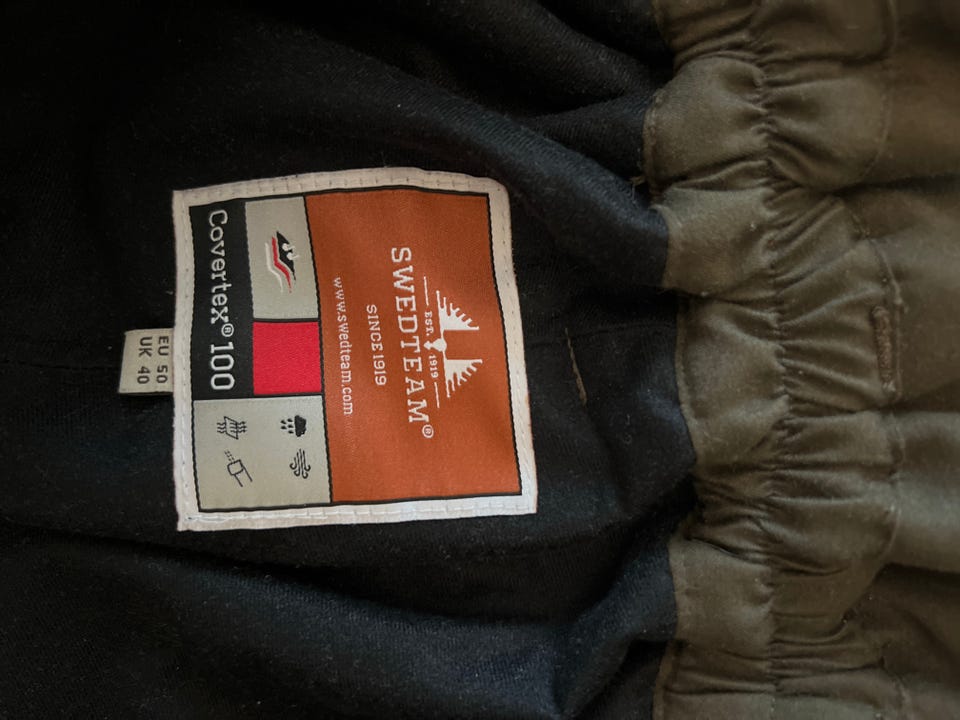 EST. 1919
SWEDTEAM®
SINCE 1919
www.swedteam.com
Covertex®100
EU 50
UK 40